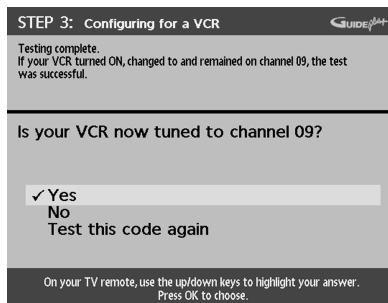 STEP 3: Configuring for a VCR
GUIDE plus+
Testing complete.
If your VCR turned ON, changed to and remained on channel 09, the test
was successful.
Is your VCR now tuned to channel 09?
✓ Yes
No
Test this code again
On your TV remote, use the up/down keys to highlight your answer.
Press OK to choose.